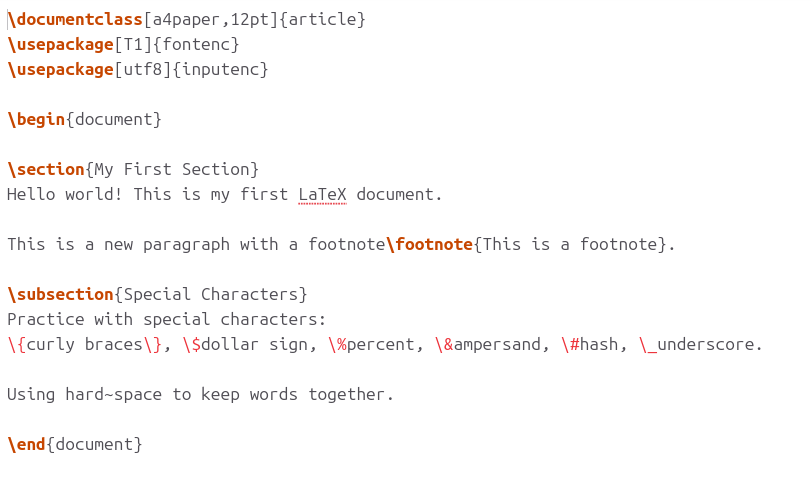 \documentclass[a4paper,12pt]{article}
\usepackage[T1]{fontenc}
\usepackage[utf8]{inputenc}
\begin{document}
\section{My First Section}
Hello world! This is my first LaTeX document.
This is a new paragraph with a footnote\footnote{This is a footnote}.
\subsection{Special Characters}
Practice with special characters:
\{curly braces\}, \$dollar sign, \%percent, \&ampersand, \#hash, \_underscore.
Using hard~space to keep words together.
\end{document}